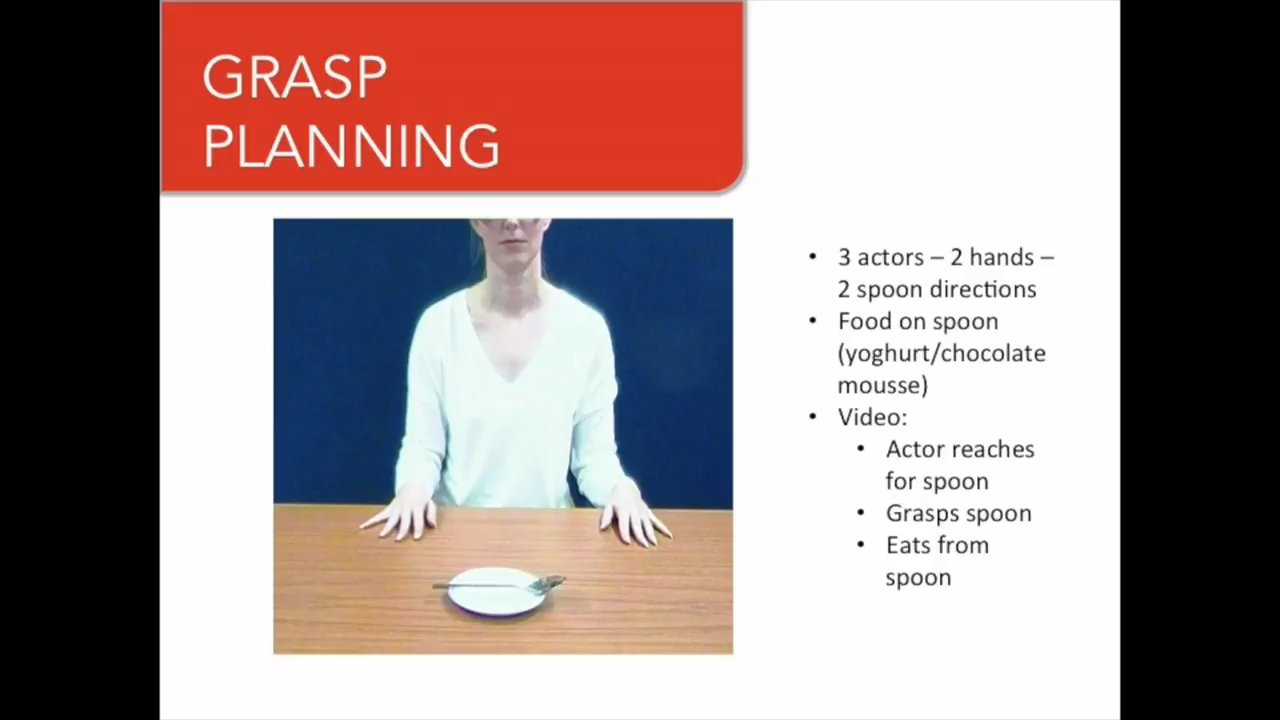 GRASP
PLANNING
• 3 actors – 2 hands –
2 spoon directions
• Food on spoon
(yoghurt/chocolate
mousse)
• Video:
• Actor reaches
for spoon
• Grasps spoon
• Eats from
spoon